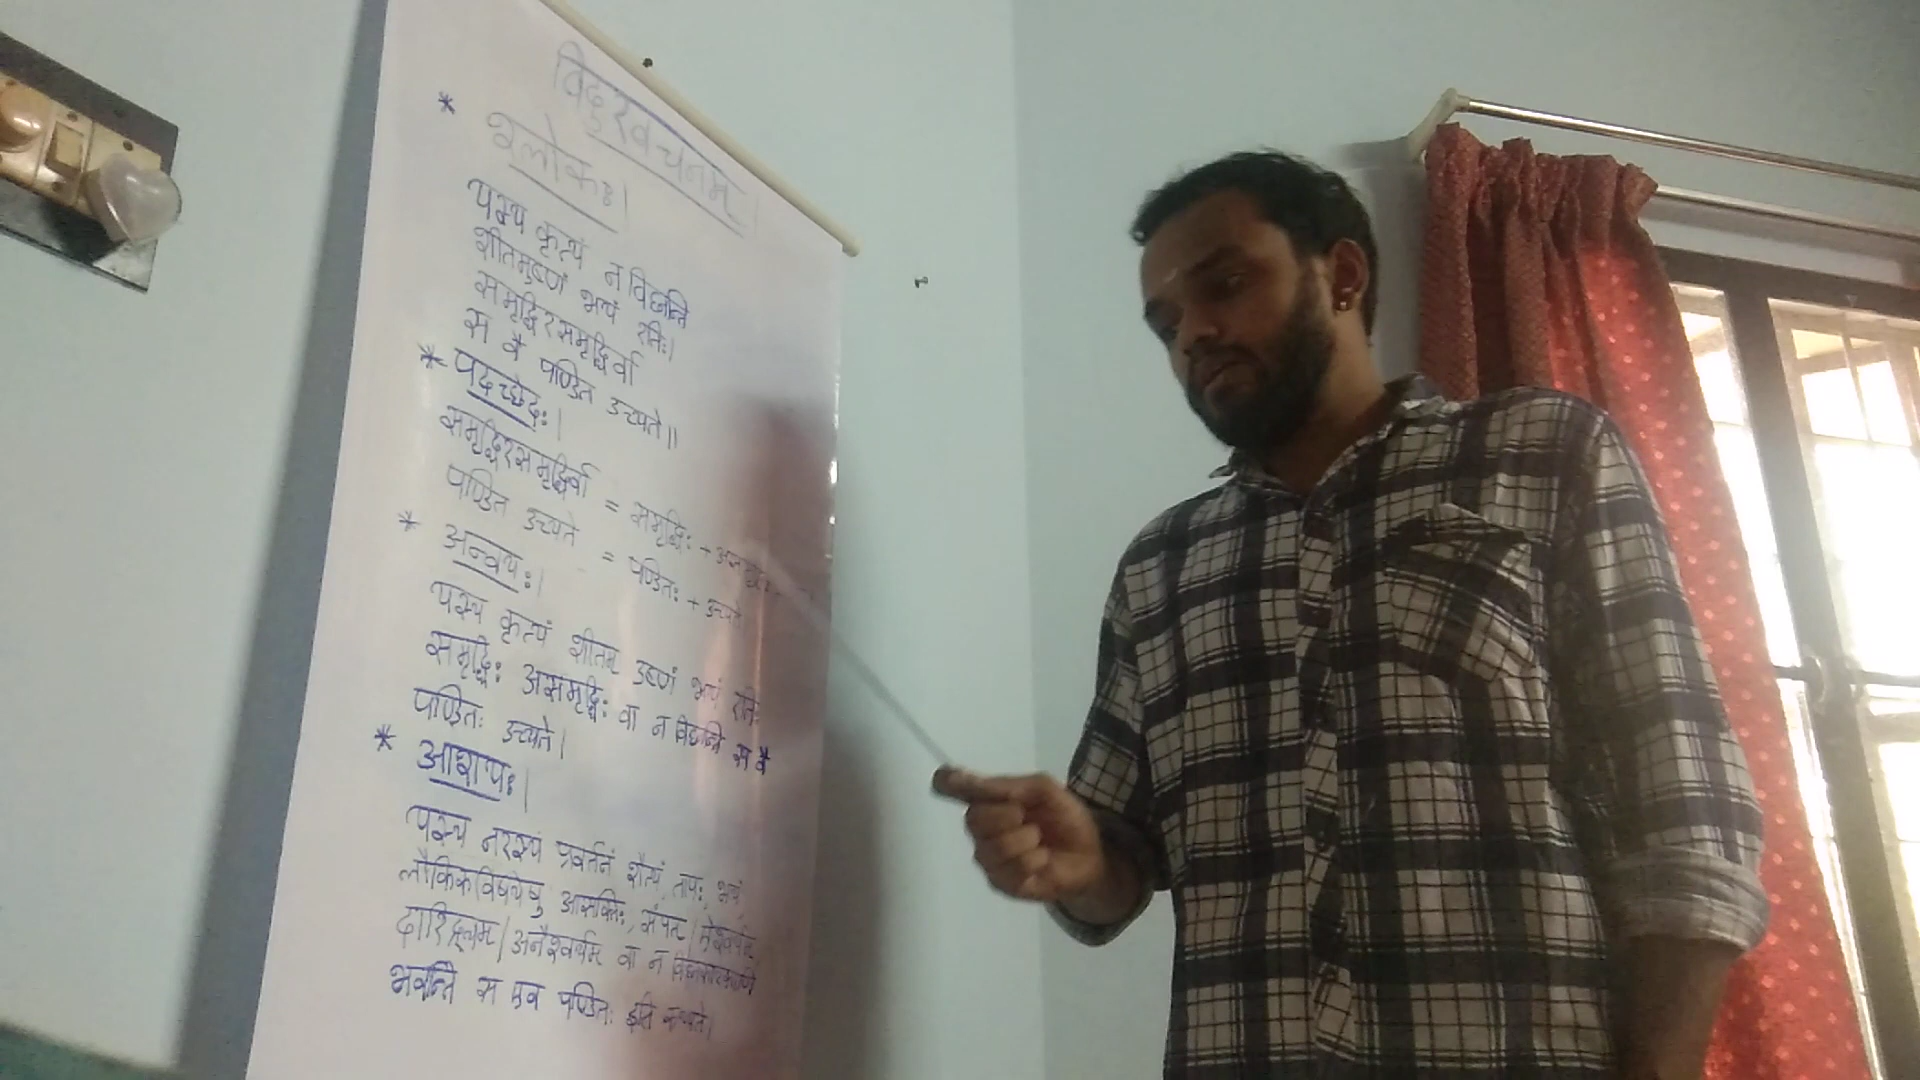 विदुरवचनम् |
* श्लोकः |
यस्य कृत्यं न विघ्नन्ति
शीतमुष्णं भयं रतिः |
समृद्धिरसमृद्धिर्वा
स वै पण्डित उच्यते ||
* पदच्छेदः |
समृद्धिरसमृद्धिर्वा = समृद्धिः +
पण्डित उच्यते = पण्डितः + उच्यते
* अन्वयः |
यस्य कृत्यं शीतम् उष्णं भयं रतिः
समृद्धिः असमृद्धिः वा न विघ्नन्ति स वै
पण्डितः उच्यते |
* आशयः |
यस्य नरस्य प्रवर्तनं शैत्यं, तापः, भयं
लौकिकविषयेषु आसक्तिः, संपत् /
दारिद्र्यम् / अनैश्वर्यम् वा न
भवन्ति स एव पण्डितः इति कथ्यते |